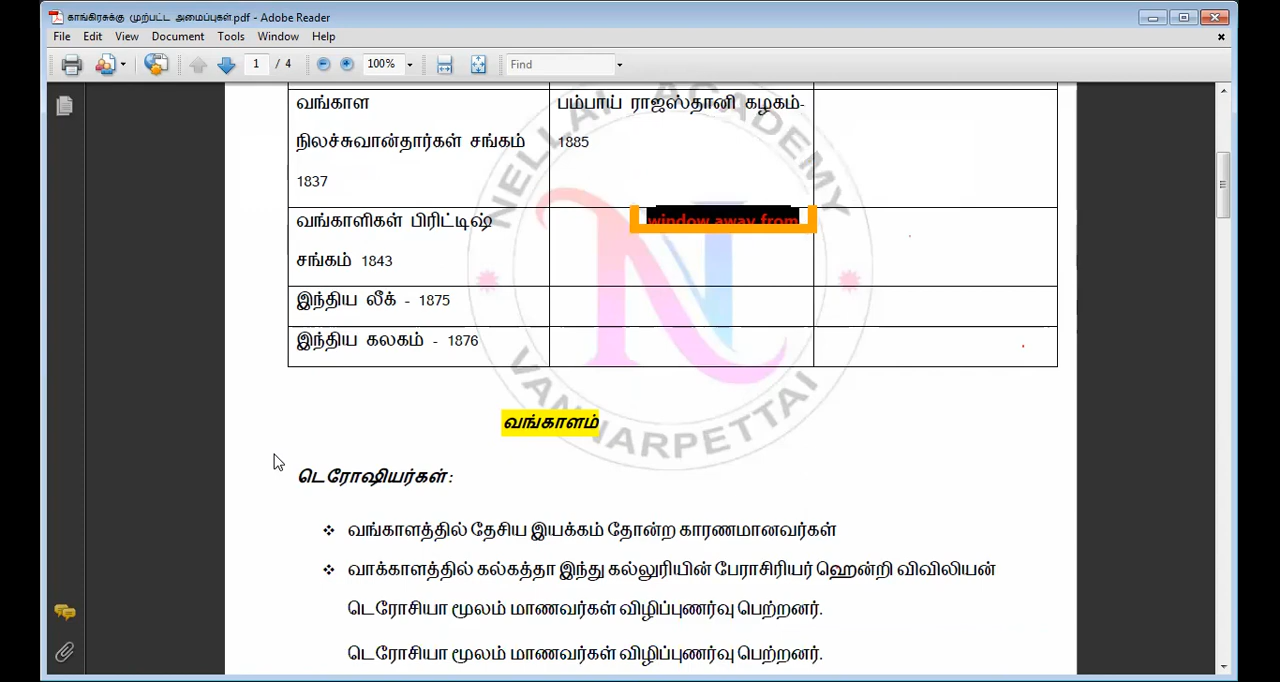 காங்கிரசுக்கு முற்பட்ட அமைப்புகள்.pdf - Adobe Reader
File Edit View Document Tools Window Help
1 / 4 100% Find
வங்காள
நிலச்சுவான்தார்கள் சங்கம்
1837
பம்பாய் ராஜஸ்தானி கழகம்-
1885
வங்காளிகள் பிரிட்டிஷ்
சங்கம் 1843
window away from
இந்திய லீக் - 1875
இந்திய கலகம் - 1876
NELLAI ACADEMY
VANNARPETTAI
வங்காளம்
டெரோஷியர்கள் :
❖ வங்காளத்தில் தேசிய இயக்கம் தோன்ற காரணமானவர்கள்
❖ வாக்காளத்தில் கல்கத்தா இந்து கல்லுரியின் பேராசிரியர் ஹென்றி விவிலியன்
டெரோசியா மூலம் மாணவர்கள் விழிப்புணர்வு பெற்றனர்.
டெரோசியா மூலம் மாணவர்கள் விழிப்புணர்வு பெற்றனர்.